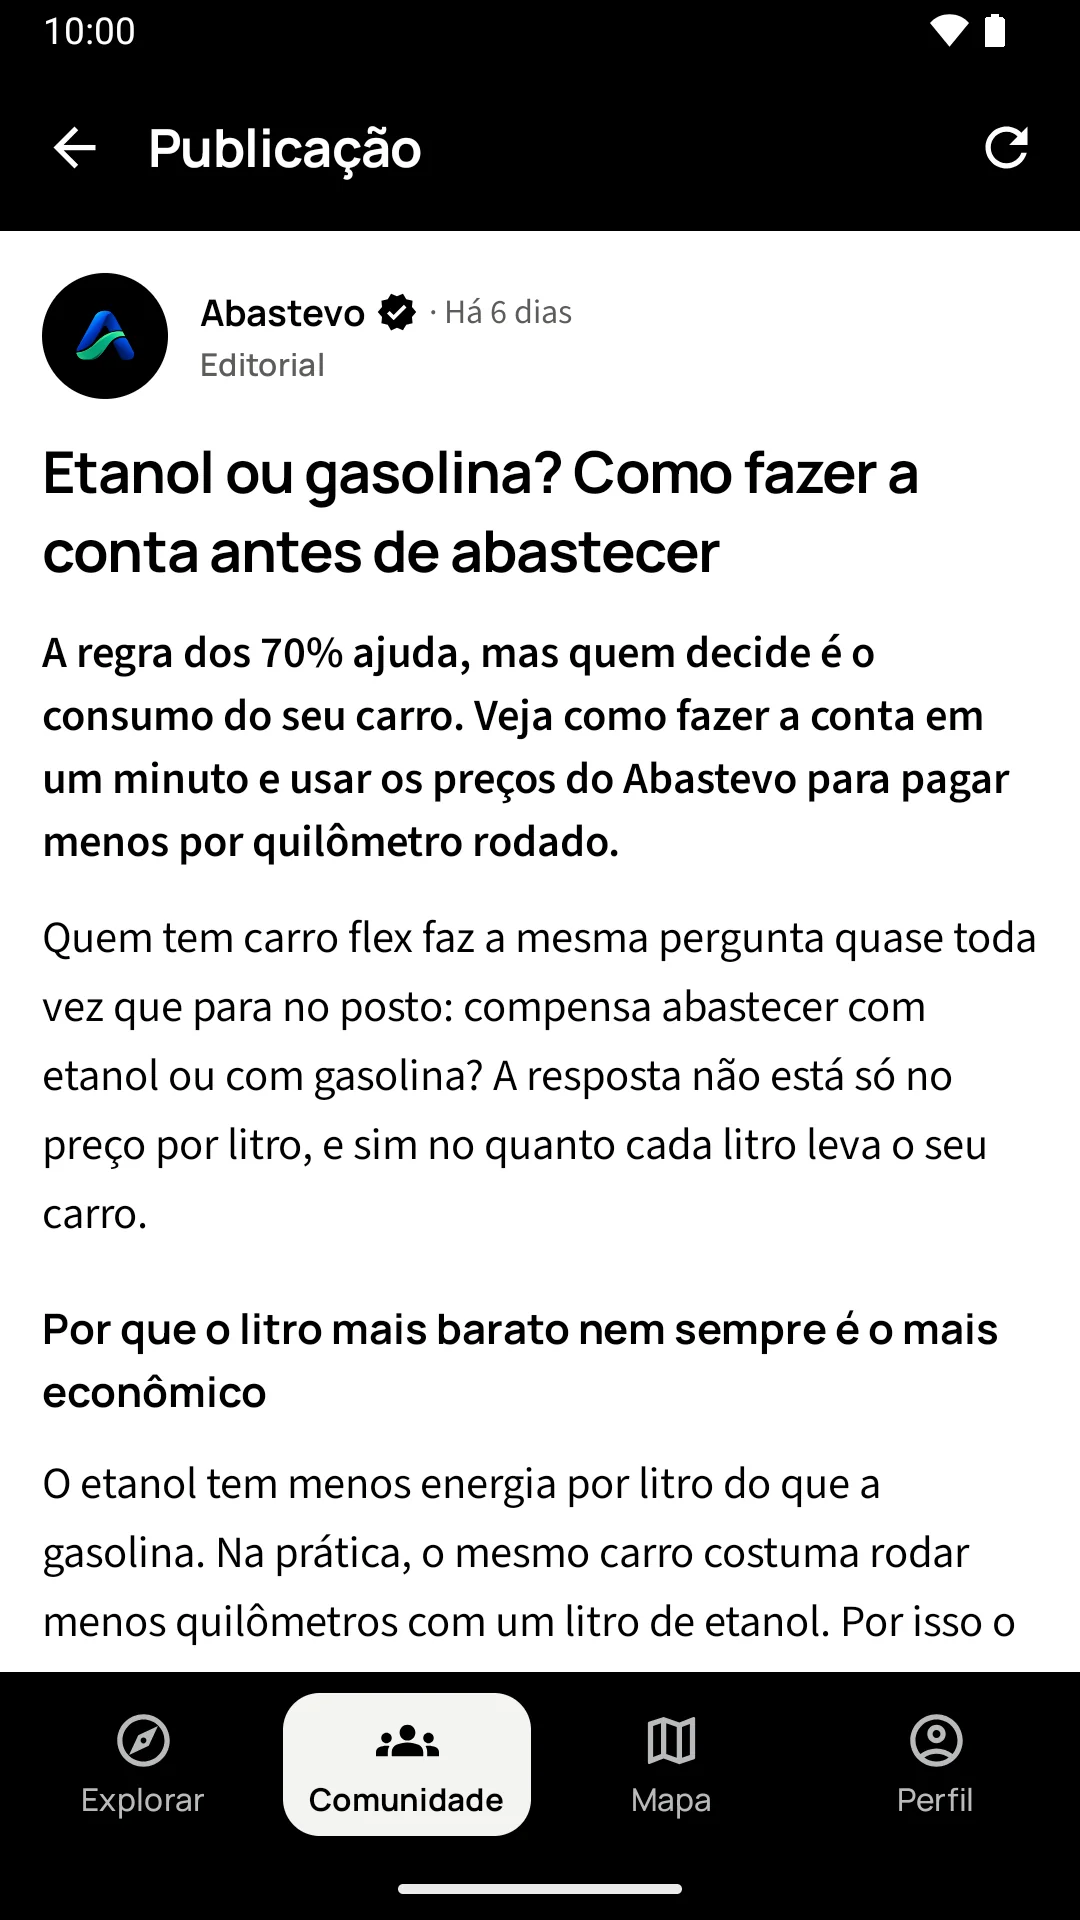 10:00
Publicação
Abastevo · Há 6 dias
Editorial
Etanol ou gasolina? Como fazer a
conta antes de abastecer
A regra dos 70% ajuda, mas quem decide é o
consumo do seu carro. Veja como fazer a conta em
um minuto e usar os preços do Abastevo para pagar
menos por quilômetro rodado.
Quem tem carro flex faz a mesma pergunta quase toda
vez que para no posto: compensa abastecer com
etanol ou com gasolina? A resposta não está só no
preço por litro, e sim no quanto cada litro leva o seu
carro.
Por que o litro mais barato nem sempre é o mais
econômico
O etanol tem menos energia por litro do que a
gasolina. Na prática, o mesmo carro costuma rodar
menos quilômetros com um litro de etanol. Por isso o
Explorar
Comunidade
Mapa
Perfil